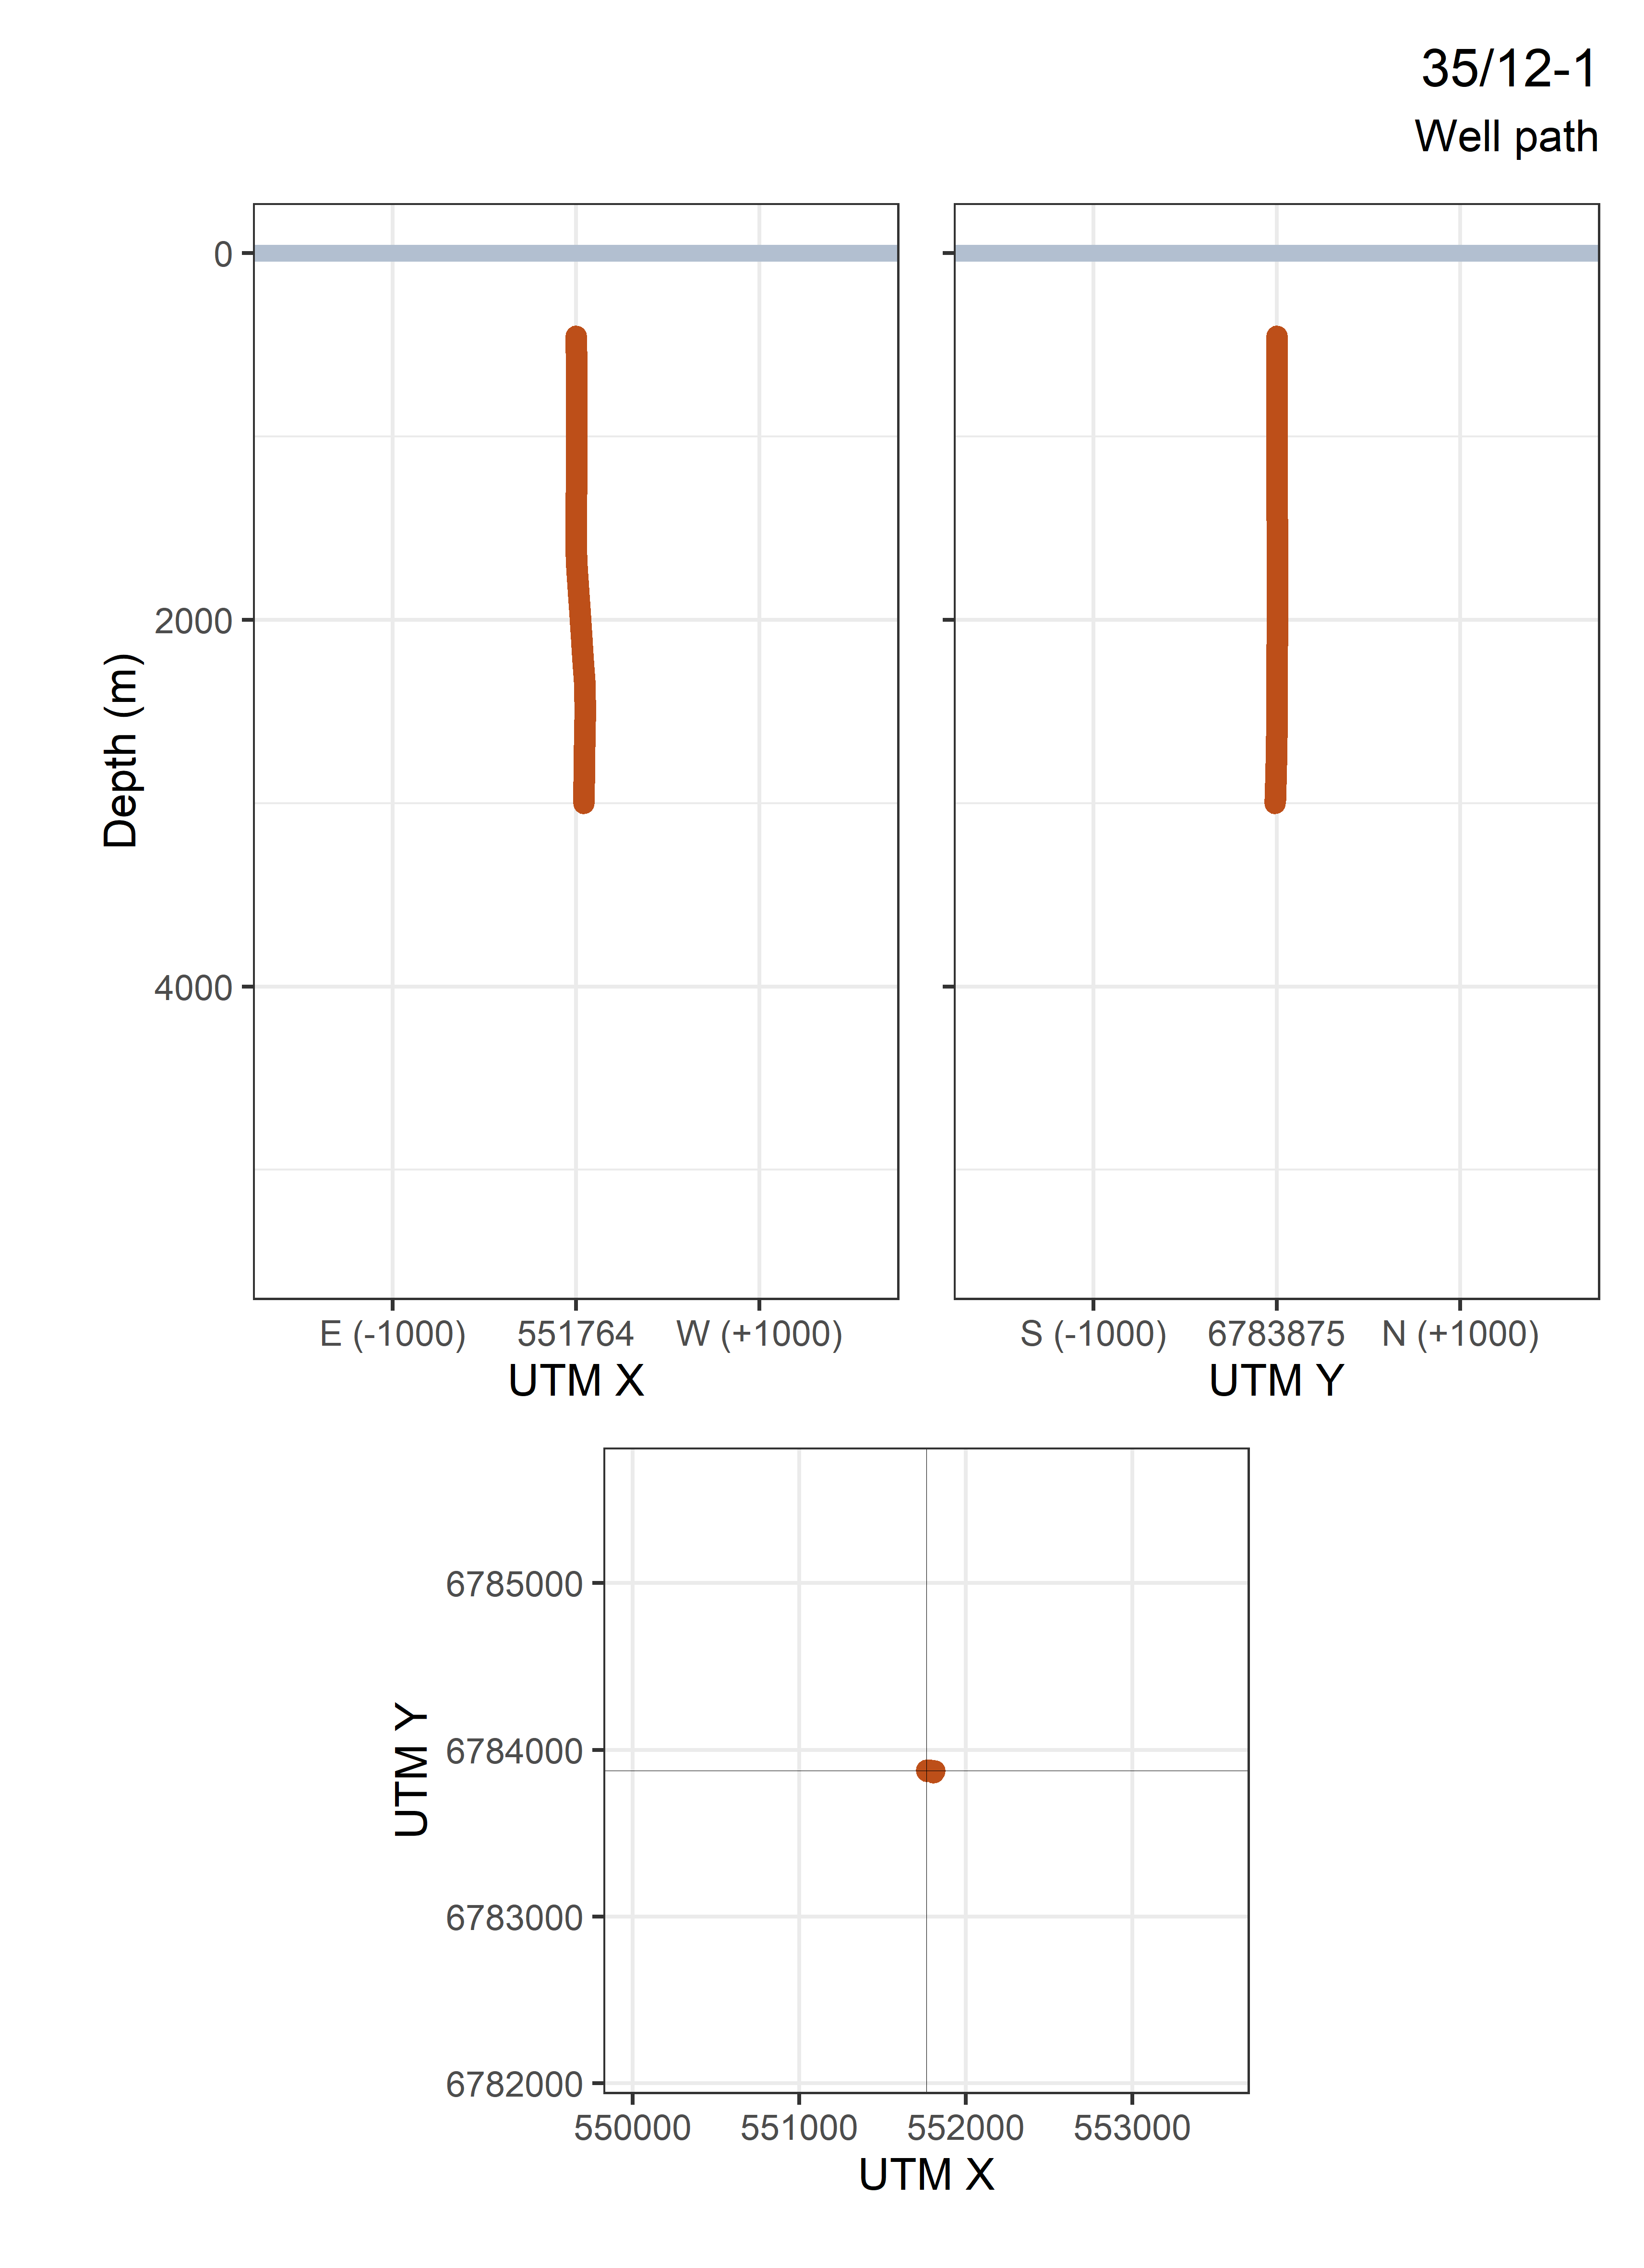 35/12-1
Well path
0
2000
4000
Depth (m)
E (-1000) 551764 W (+1000)
UTM X
S (-1000) 6783875 N (+1000)
UTM Y
6785000
6784000
6783000
6782000
UTM Y
550000 551000 552000 553000
UTM X